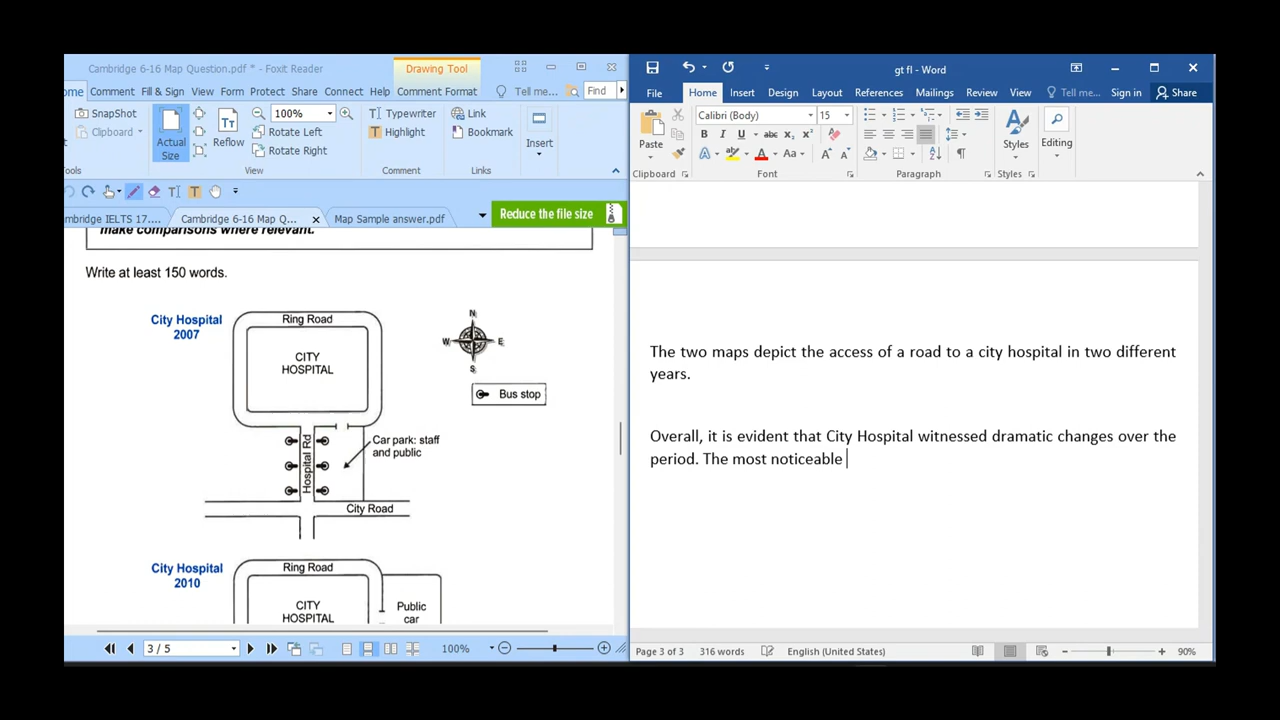 Cambridge 6-16 Map Question.pdf * - Foxit Reader
Drawing Tool
ome Comment Fill & Sign View Form Protect Share Connect Help Comment Format Tell me... Find
SnapShot
Clipboard
Actual Size
Reflow
100%
Rotate Left
Rotate Right
Typewriter
Highlight
Link
Bookmark
Insert
ools View Comment Links
mbridge IELTS 17.... Cambridge 6-16 Map Q... Map Sample answer.pdf
Reduce the file size
make comparisons where relevant.
Write at least 150 words.
City Hospital
2007
Ring Road
CITY
HOSPITAL
N
W E
S
Bus stop
Hospital Rd
Car park: staff
and public
City Road
City Hospital
2010
Ring Road
CITY
HOSPITAL
Public
car
3 / 5
100%
gt fl - Word
File Home Insert Design Layout References Mailings Review View Tell me... Sign in Share
Paste
Calibri (Body) 15
B I U abc x₂ x²
A A Aa A A
Styles
Editing
Clipboard Font Paragraph Styles
The two maps depict the access of a road to a city hospital in two different
years.
Overall, it is evident that City Hospital witnessed dramatic changes over the
period. The most noticeable
Page 3 of 3 316 words English (United States) 90%